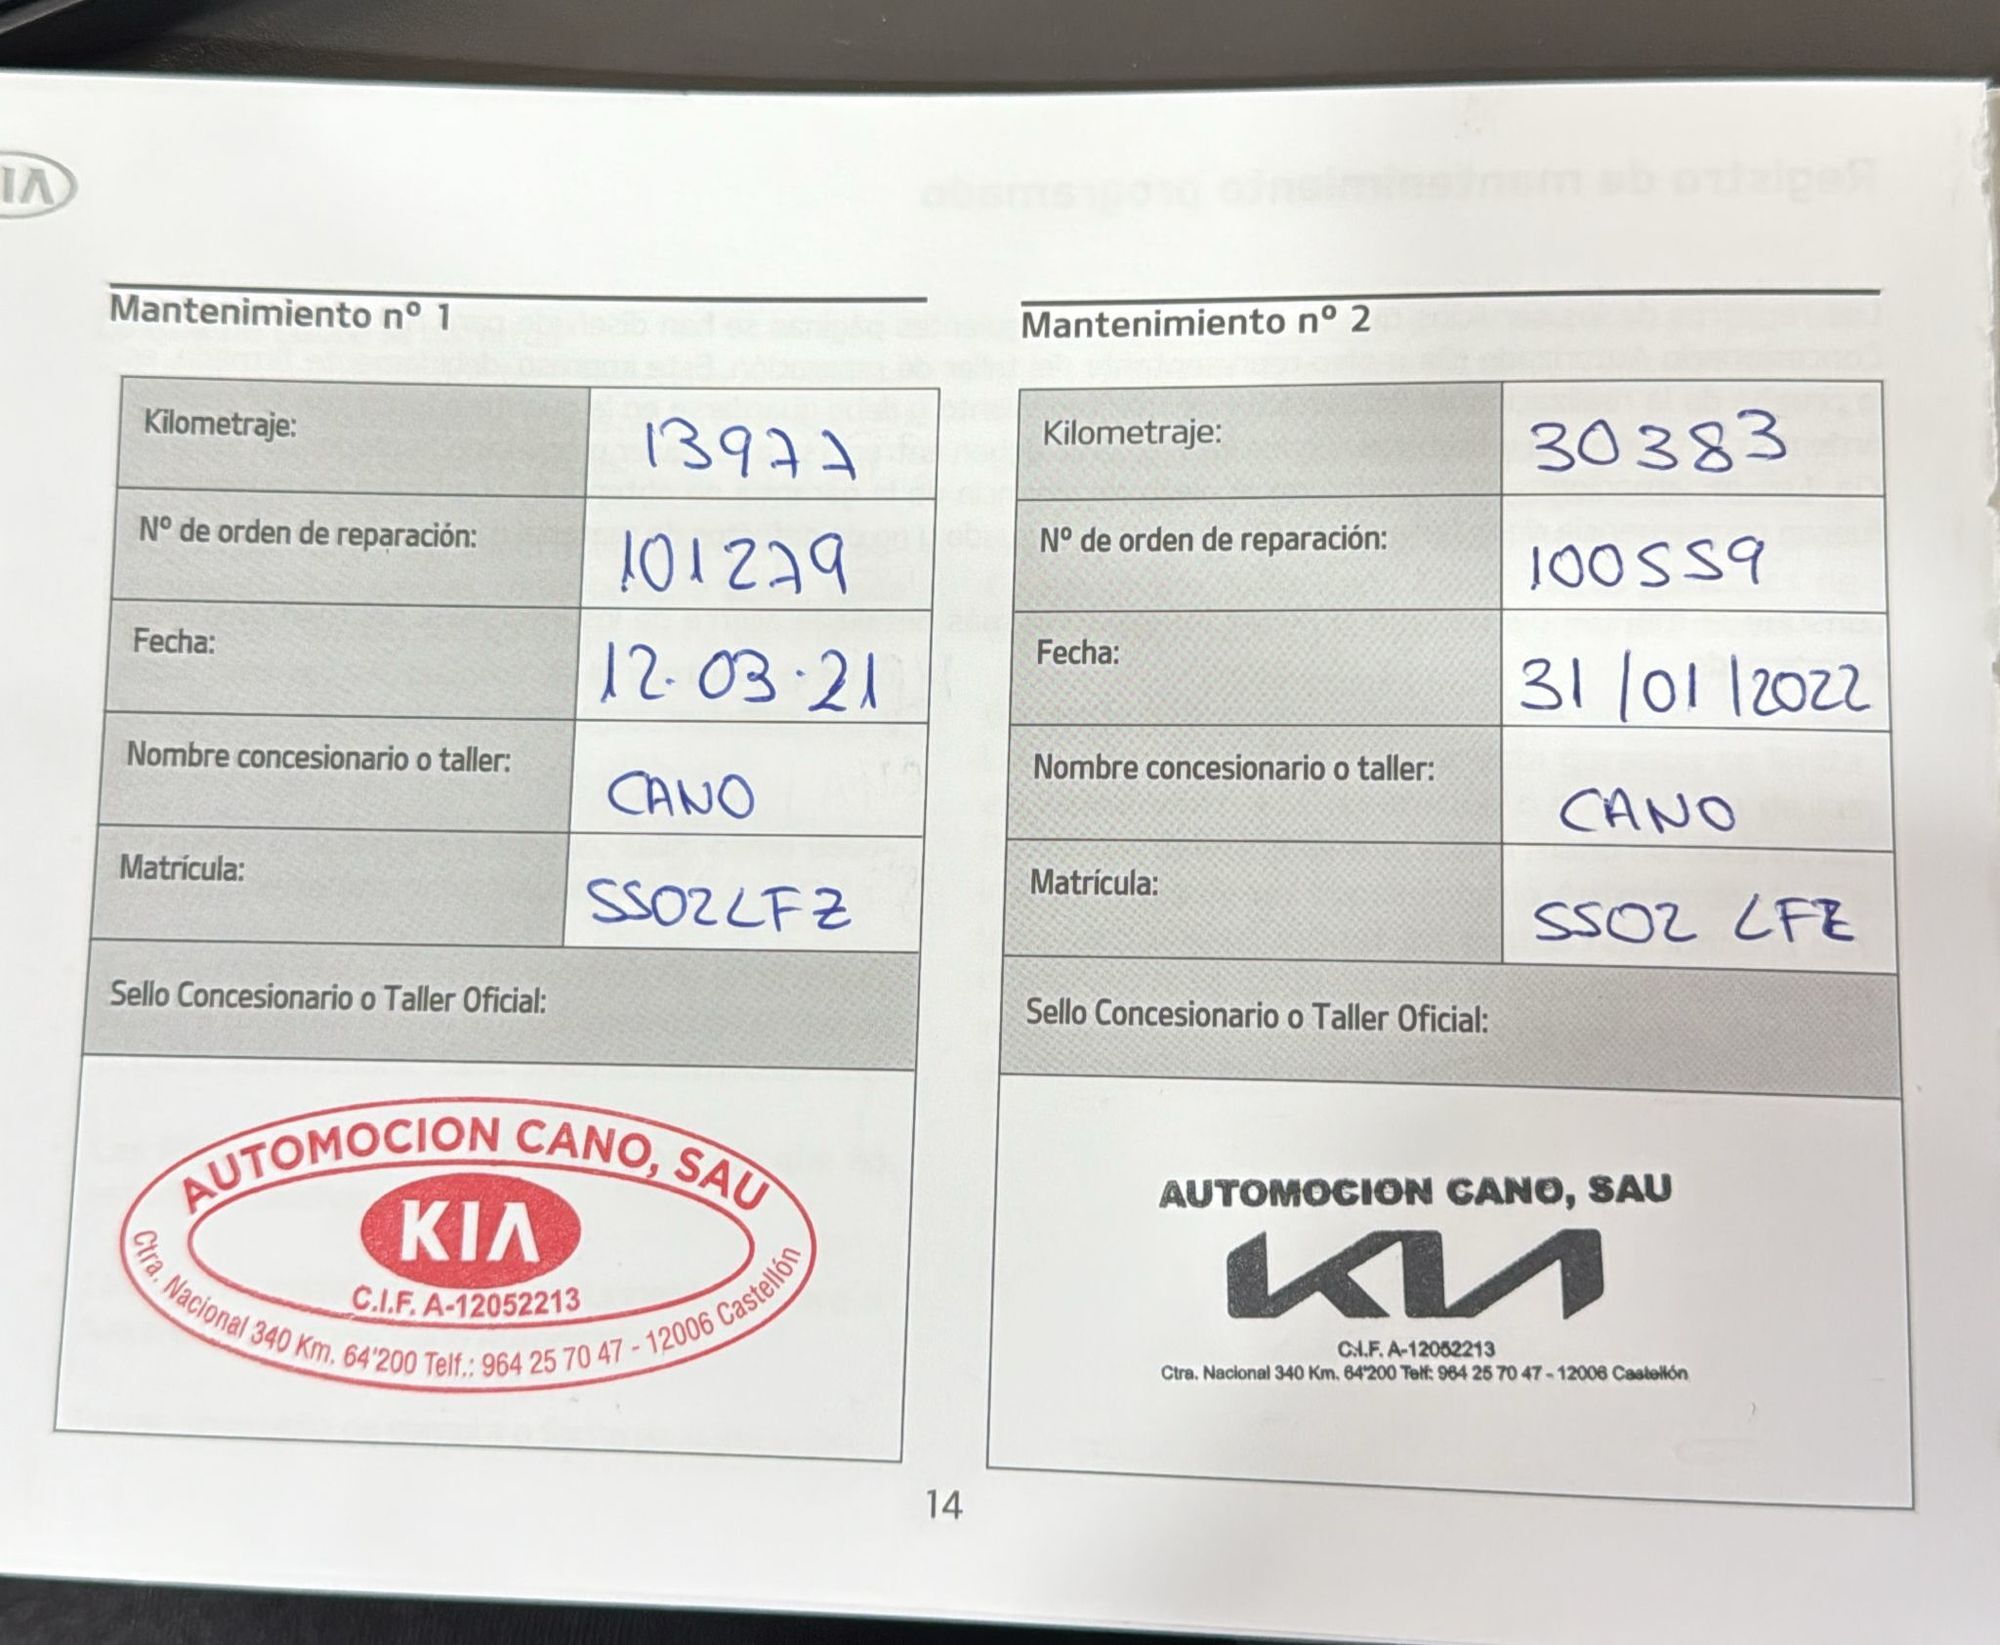 KIA
Mantenimiento nº 1
Kilometraje: 13977
Nº de orden de reparación: 101279
Fecha: 12.03.21
Nombre concesionario o taller: CANO
Matrícula: 5502LFZ
Sello Concesionario o Taller Oficial:
AUTOMOCION CANO, SAU
KIA
C.I.F. A-12052213
Ctra. Nacional 340 Km. 64'200 Telf.: 964 25 70 47 - 12006 Castellón
Mantenimiento nº 2
Kilometraje: 30383
Nº de orden de reparación: 100559
Fecha: 31/01/2022
Nombre concesionario o taller: CANO
Matrícula: 5502 LFZ
Sello Concesionario o Taller Oficial:
AUTOMOCION CANO, SAU
KIA
C.I.F. A-12052213
Ctra. Nacional 340 Km. 64'200 Telf: 964 25 70 47 - 12006 Castellón
14